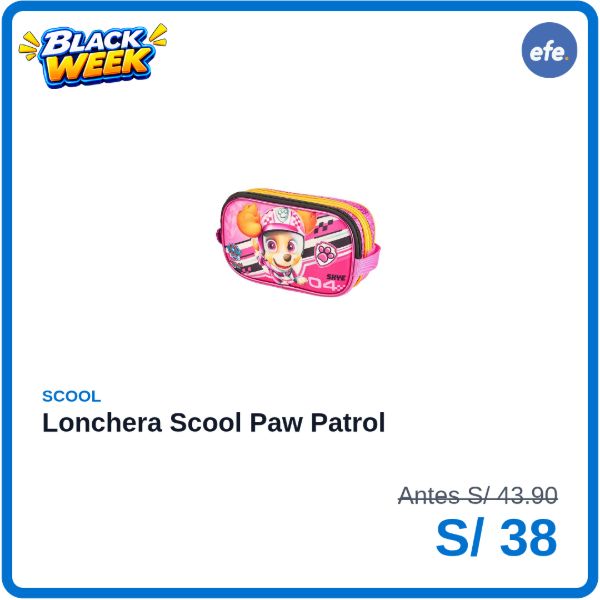 BLACK
WEEK
efe.
SKYE
04
SCOOL
Lonchera Scool Paw Patrol
Antes S/ 43.90
S/ 38